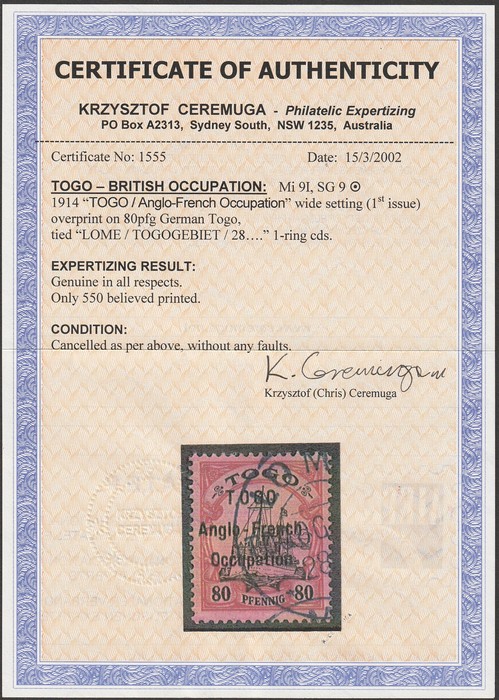 CERTIFICATE OF AUTHENTICITY
KRZYSZTOF CEREMUGA - Philatelic Expertizing
PO Box A2313, Sydney South, NSW 1235, Australia
Certificate No: 1555 Date: 15/3/2002
TOGO – BRITISH OCCUPATION: Mi 9I, SG 9 ⊙
1914 “TOGO / Anglo-French Occupation” wide setting (1st issue)
overprint on 80pfg German Togo,
tied “LOME / TOGOGEBIET / 28....” 1-ring cds.
EXPERTIZING RESULT:
Genuine in all respects.
Only 550 believed printed.
CONDITION:
Cancelled as per above, without any faults.
K. Ceremuga
Krzysztof (Chris) Ceremuga
TOGO
TOGO
Anglo-French
Occupation
80 PFENNIG 80
KRZYSZTOF
CEREMUGA